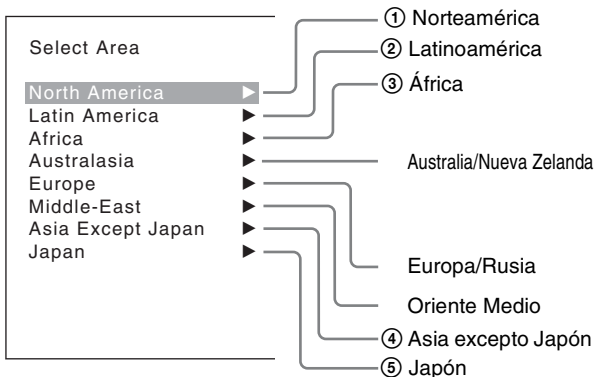 Select Area
North America ▶
Latin America ▶
Africa ▶
Australasia ▶
Europe ▶
Middle-East ▶
Asia Except Japan ▶
Japan ▶
① Norteamérica
② Latinoamérica
③ África
Australia/Nueva Zelanda
Europa/Rusia
Oriente Medio
④ Asia excepto Japón
⑤ Japón